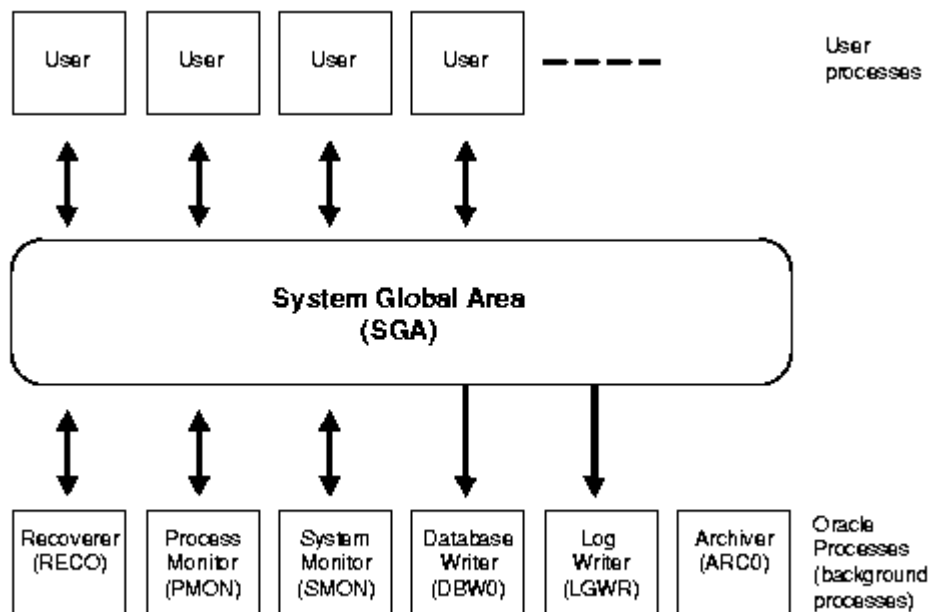 User
User
User
User
User
processes
System Global Area
(SGA)
Recoverer
(RECO)
Process
Monitor
(PMON)
System
Monitor
(SMON)
Database
Writer
(DBW0)
Log
Writer
(LGWR)
Archiver
(ARC0)
Oracle
Processes
(background
processes)